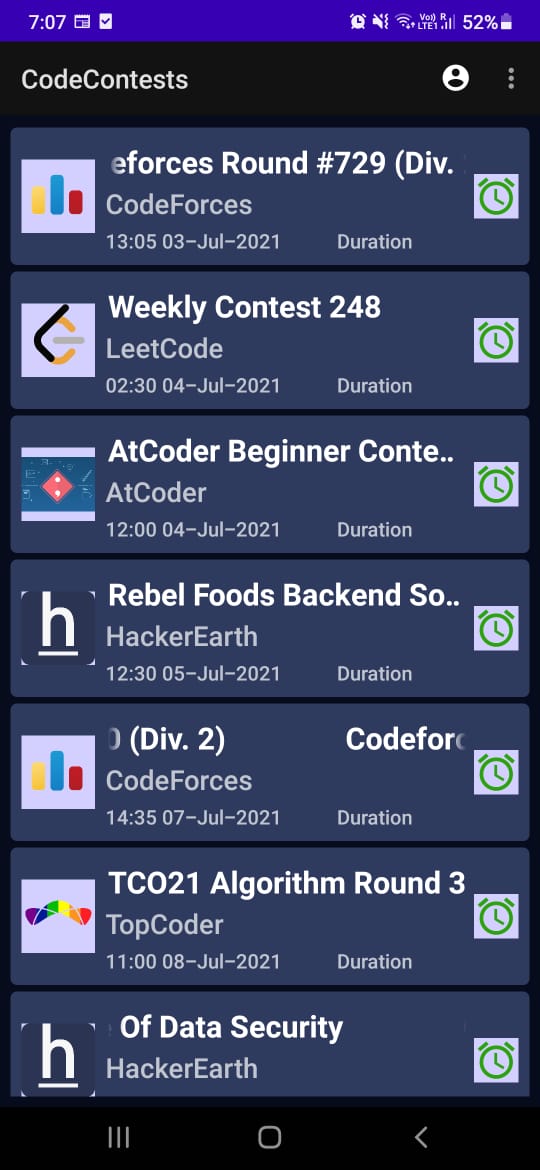 7:07 Vo)) R LTE1 52%
CodeContests
eforces Round #729 (Div.
CodeForces
13:05 03-Jul-2021 Duration
Weekly Contest 248
LeetCode
02:30 04-Jul-2021 Duration
AtCoder Beginner Conte..
AtCoder
12:00 04-Jul-2021 Duration
h Rebel Foods Backend So..
HackerEarth
12:30 05-Jul-2021 Duration
0 (Div. 2) Codeforc
CodeForces
14:35 07-Jul-2021 Duration
TCO21 Algorithm Round 3
TopCoder
11:00 08-Jul-2021 Duration
h Of Data Security
HackerEarth